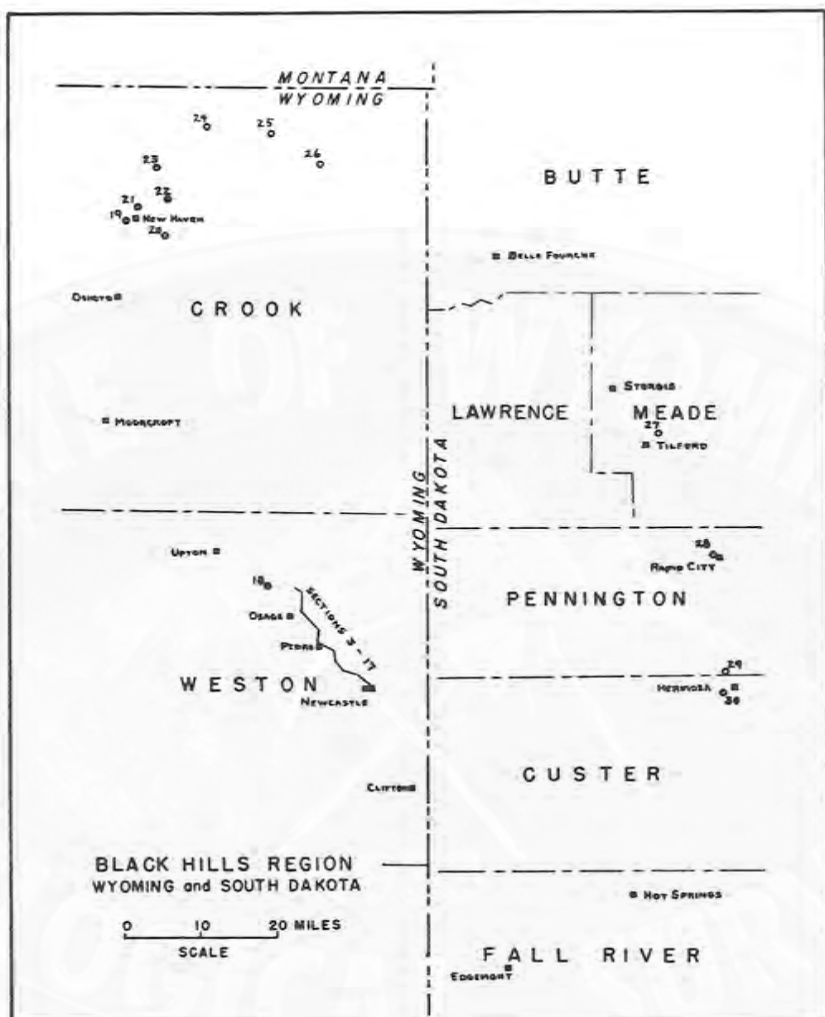 MONTANA
WYOMING
24
25
26
23
22
21
19
NEW HAVEN
20
BUTTE
BELLE FOURCHE
OSHOTO
CROOK
STURGIS
LAWRENCE
MEADE
27
TILFORD
MOORCROFT
WYOMING
SOUTH DAKOTA
UPTON
28
RAPID CITY
18
SECTIONS 3-17
OSAGE
PENNINGTON
PEDRO
29
WESTON
HERMOSA
30
NEWCASTLE
CUSTER
CLIFTON
BLACK HILLS REGION
WYOMING and SOUTH DAKOTA
HOT SPRINGS
0 10 20 MILES
SCALE
FALL RIVER
EDGEMONT